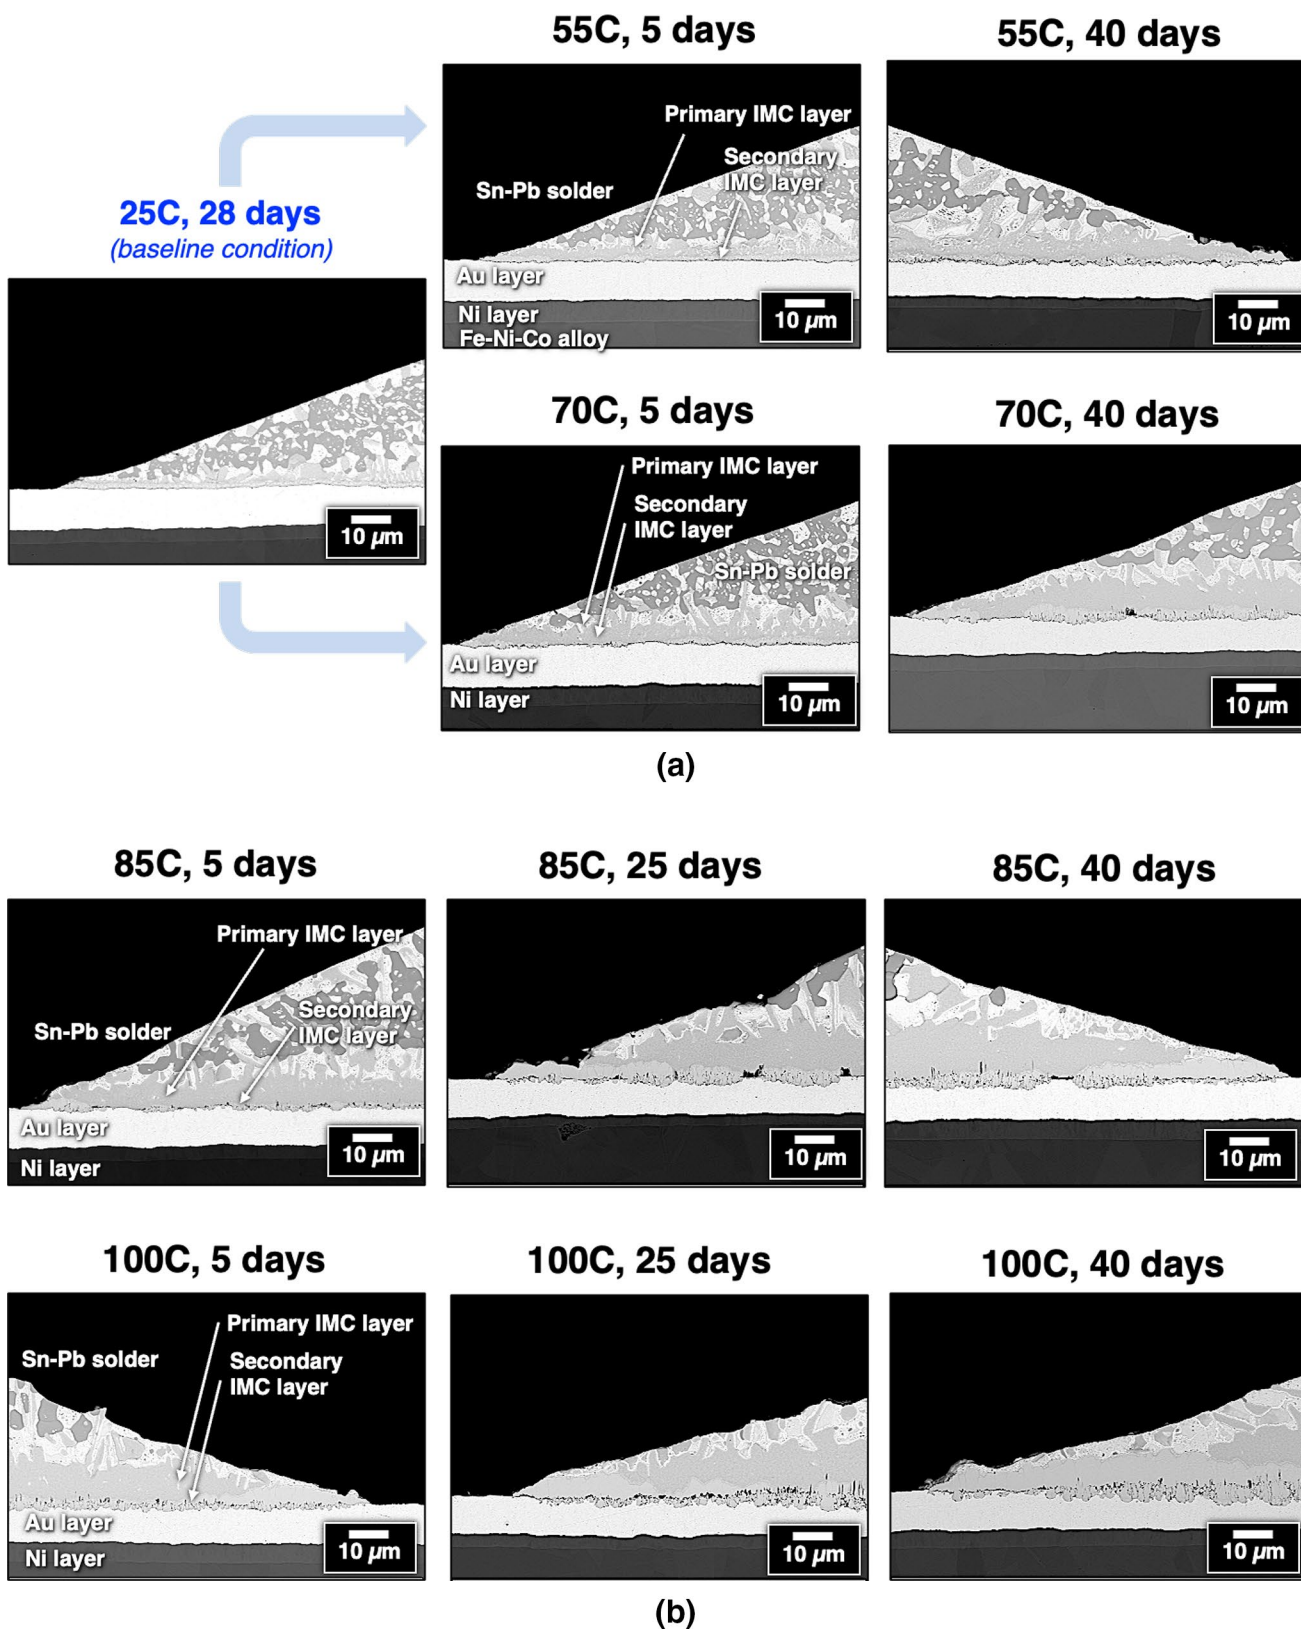 55C, 5 days
55C, 40 days
Primary IMC layer
Secondary
IMC layer
Sn-Pb solder
25C, 28 days
(baseline condition)
Au layer
Ni layer
Fe-Ni-Co alloy
10 µm
10 µm
70C, 5 days
70C, 40 days
Primary IMC layer
Secondary
IMC layer
10 µm
Sn-Pb solder
Au layer
Ni layer
10 µm
10 µm
(a)
85C, 5 days
85C, 25 days
85C, 40 days
Primary IMC layer
Secondary
IMC layer
Sn-Pb solder
Au layer
Ni layer
10 µm
10 µm
10 µm
100C, 5 days
100C, 25 days
100C, 40 days
Primary IMC layer
Sn-Pb solder
Secondary
IMC layer
Au layer
Ni layer
10 µm
10 µm
10 µm
(b)